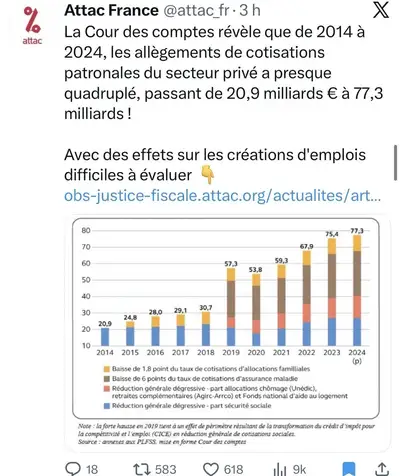 Attac France @attac_fr · 3 h
attac
La Cour des comptes révèle que de 2014 à
2024, les allègements de cotisations
patronales du secteur privé a presque
quadruplé, passant de 20,9 milliards € à 77,3
milliards !
Avec des effets sur les créations d'emplois
difficiles à évaluer 👇
obs-justice-fiscale.attac.org/actualites/art...
80
70
60
50
40
30
20
10
20,9
24,8
28,0
29,1
30,7
57,3
53,8
59,3
67,9
75,4
77,3
2014 2015 2016 2017 2018 2019 2020 2021 2022 2023 2024
(p)
Baisse de 1,8 point du taux de cotisations d'allocations familiales
Baisse de 6 points du taux de cotisations d'assurance maladie
Réduction générale dégressive - part allocations chômage (Unédic),
retraites complémentaires (Agirc-Arrco) et Fonds national d'aide au logement
Réduction générale dégressive - part sécurité sociale
Note : la forte hausse en 2019 tient à un effet de périmètre résultant de la transformation du crédit d'impôt pour
la compétitivité et l'emploi (CICE) en réduction générale de cotisations sociales.
Source : annexes aux PLFSS, mise en forme Cour des comptes
18 583 618 9k